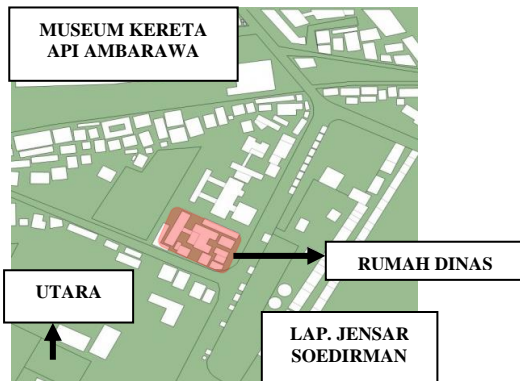 MUSEUM KERETA
API AMBARAWA
RUMAH DINAS
UTARA
LAP. JENSAR
SOEDIRMAN